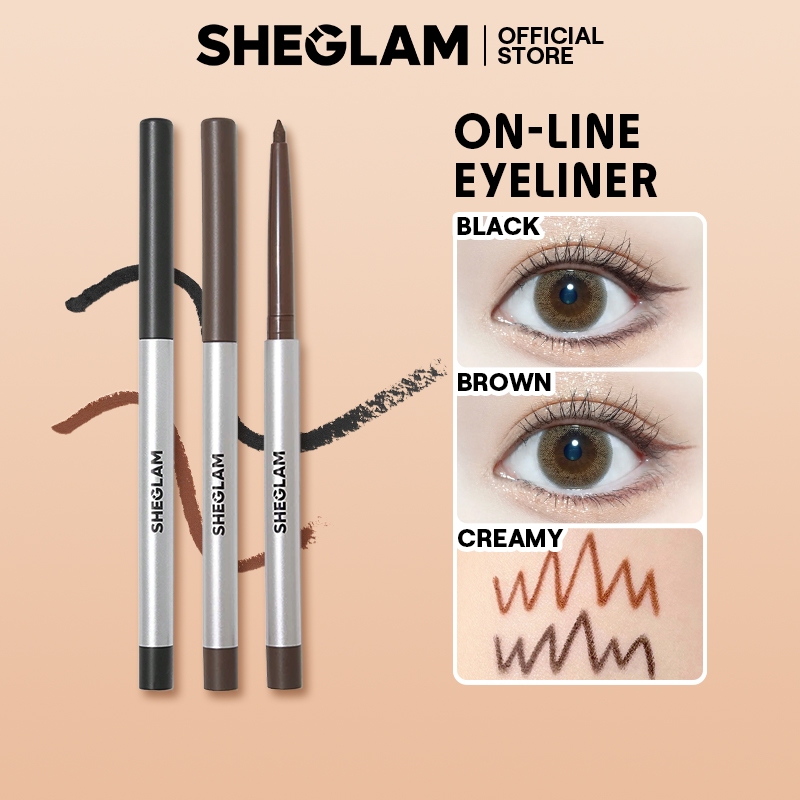 SHEGLAM
OFFICIAL
STORE
ON-LINE
EYELINER
BLACK
BROWN
CREAMY
SHEGLAM
SHEGLAM
SHEGLAM